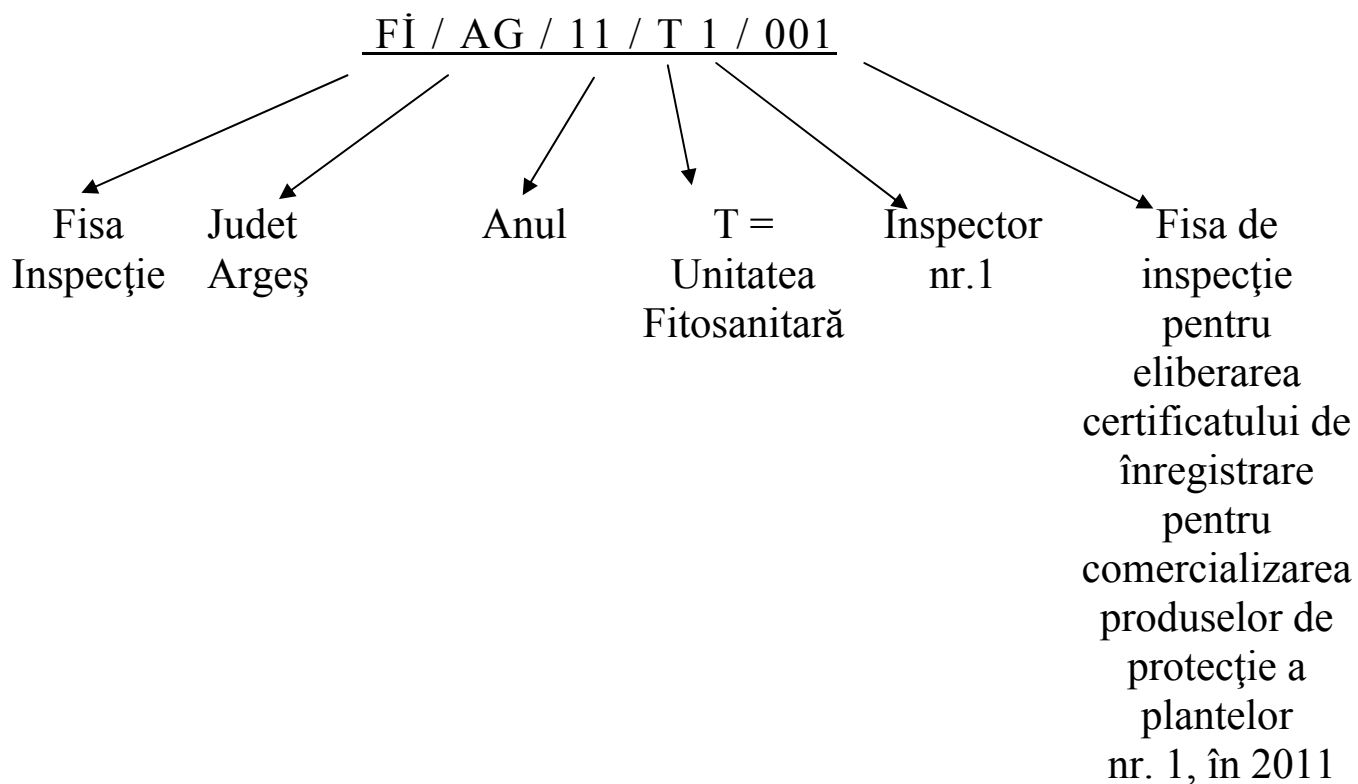 Fİ / AG / 11 / T 1 / 001
Fisa
Inspecţie
Judet
Argeş
Anul
T =
Unitatea
Fitosanitară
Inspector
nr.1
Fisa de
inspecţie
pentru
eliberarea
certificatului de
înregistrare
pentru
comercializarea
produselor de
protecţie a
plantelor
nr. 1, în 2011